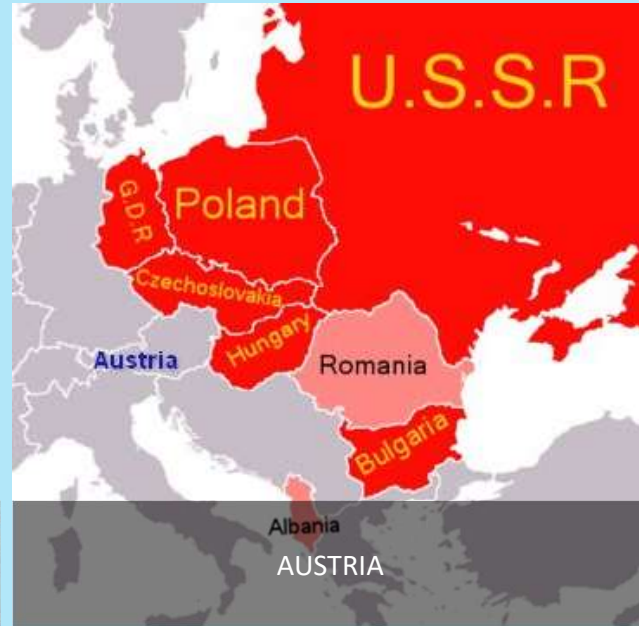 U.S.S.R
G.D.R
Poland
Czechoslovakia
Austria
Hungary
Romania
Bulgaria
Albania
AUSTRIA